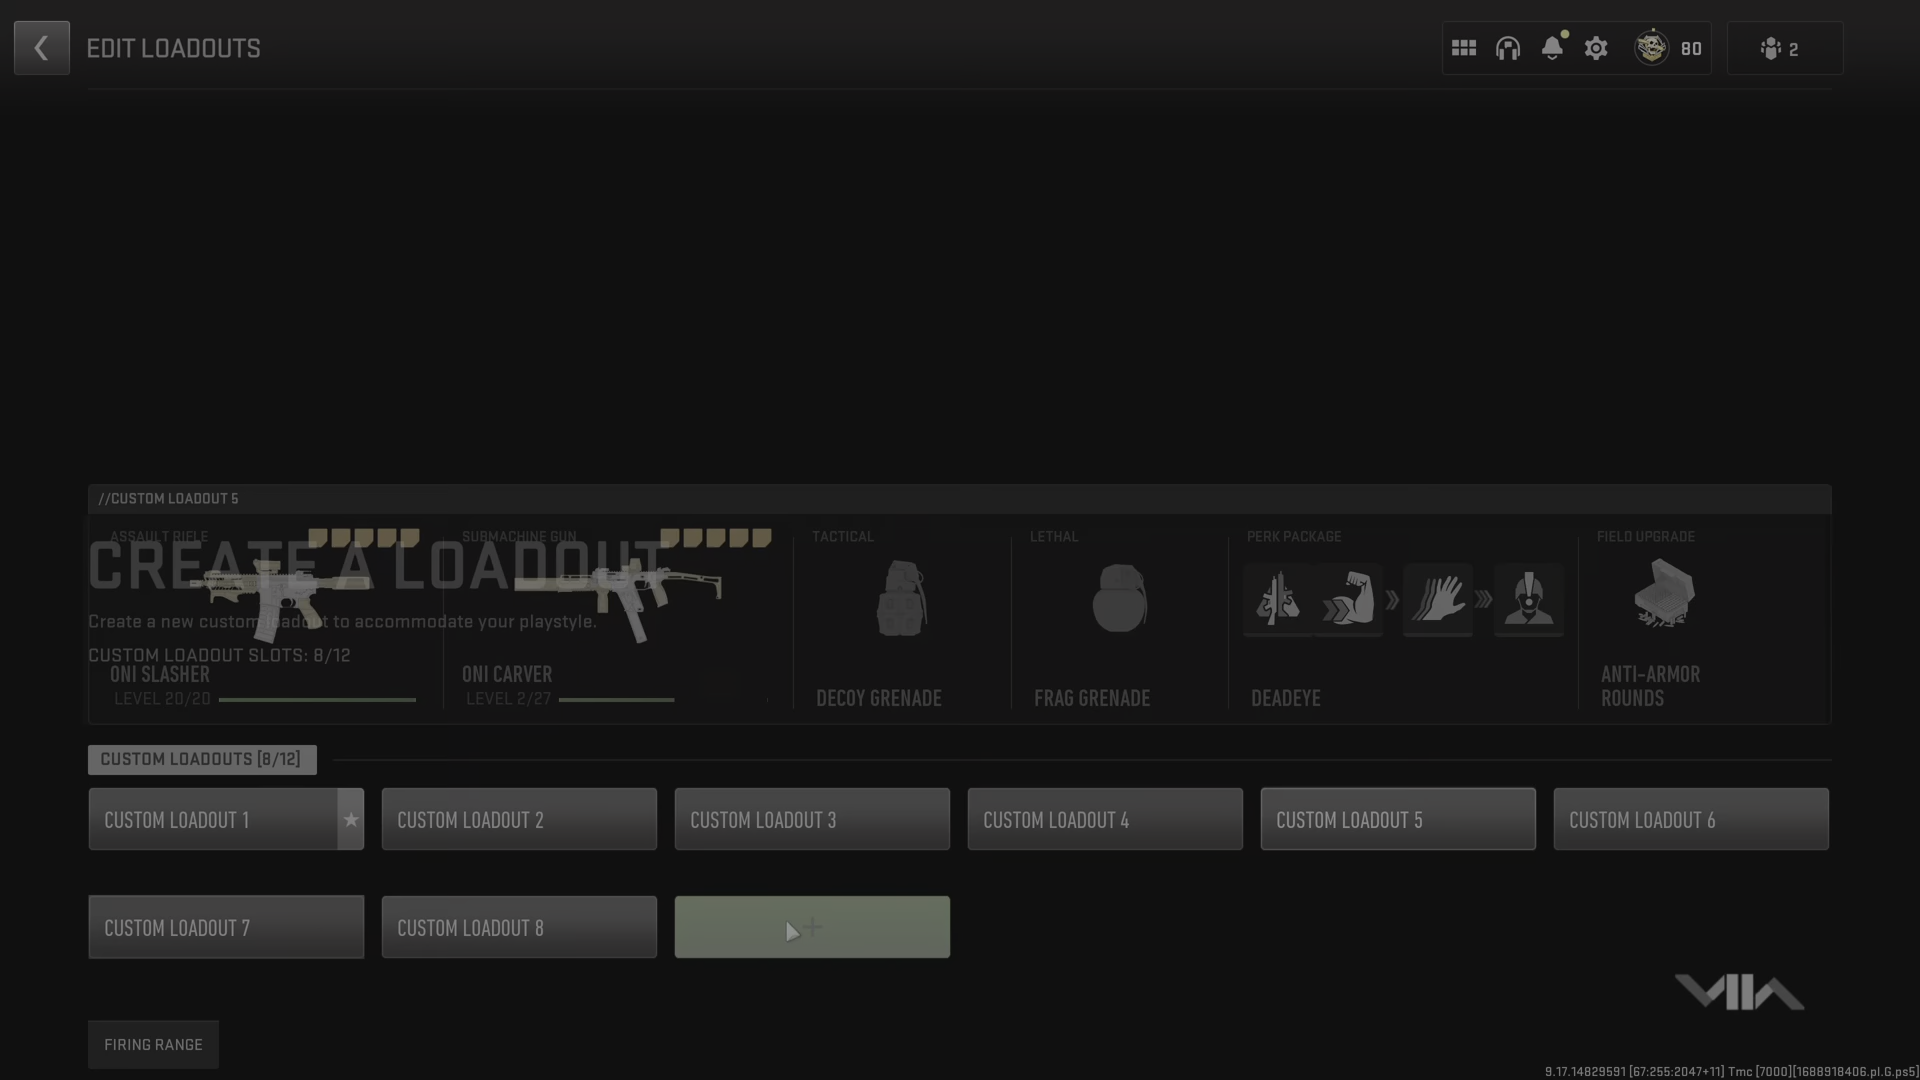 EDIT LOADOUTS
80
2
//CUSTOM LOADOUT 5
ASSAULT RIFLE
SUBMACHINE GUN
TACTICAL
LETHAL
PERK PACKAGE
FIELD UPGRADE
CREATE A LOADOUT
Create a new custom loadout to accommodate your playstyle.
CUSTOM LOADOUT SLOTS: 8/12
ONI SLASHER
LEVEL 20/20
ONI CARVER
LEVEL 2/27
DECOY GRENADE
FRAG GRENADE
DEADEYE
ANTI-ARMOR
ROUNDS
CUSTOM LOADOUTS [8/12]
CUSTOM LOADOUT 1
CUSTOM LOADOUT 2
CUSTOM LOADOUT 3
CUSTOM LOADOUT 4
CUSTOM LOADOUT 5
CUSTOM LOADOUT 6
CUSTOM LOADOUT 7
CUSTOM LOADOUT 8
FIRING RANGE
9.17.14829591 [67:255:2047+11] Tmc [7000][1688918406.pl.G.ps5]